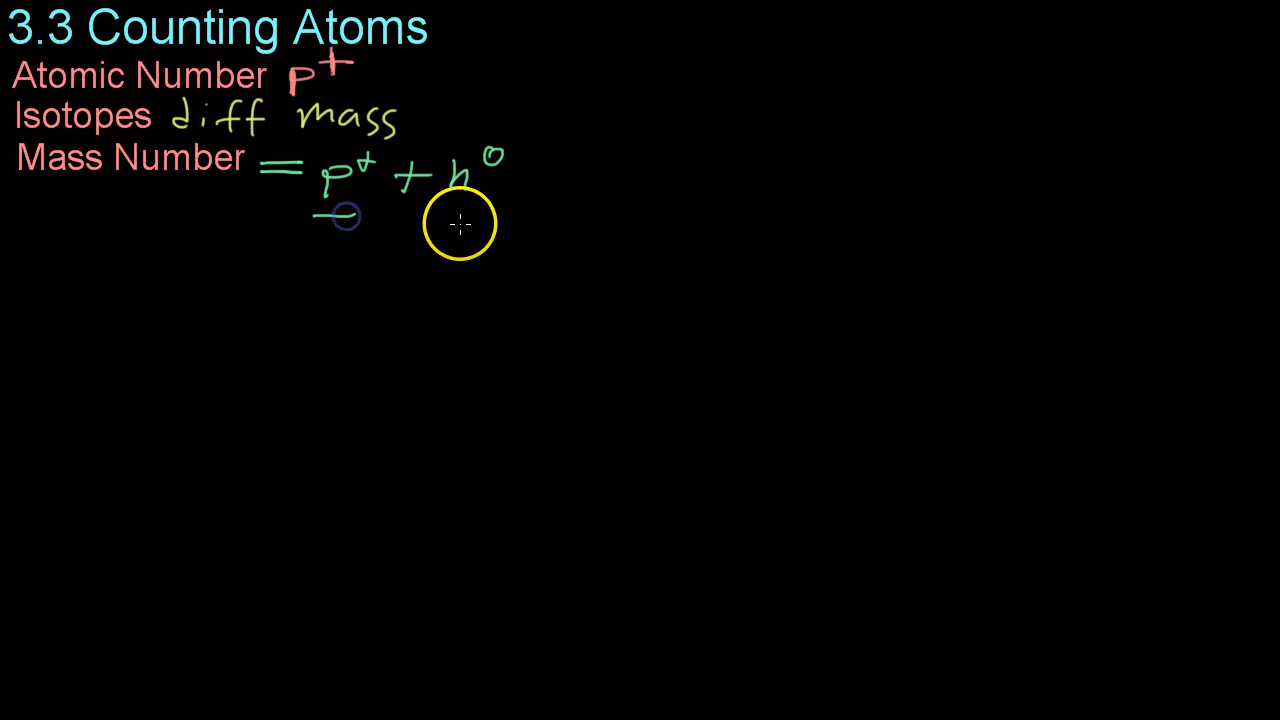 3.3 Counting Atoms
Atomic Number p⁺
Isotopes diff mass
Mass Number = p⁺ + n⁰